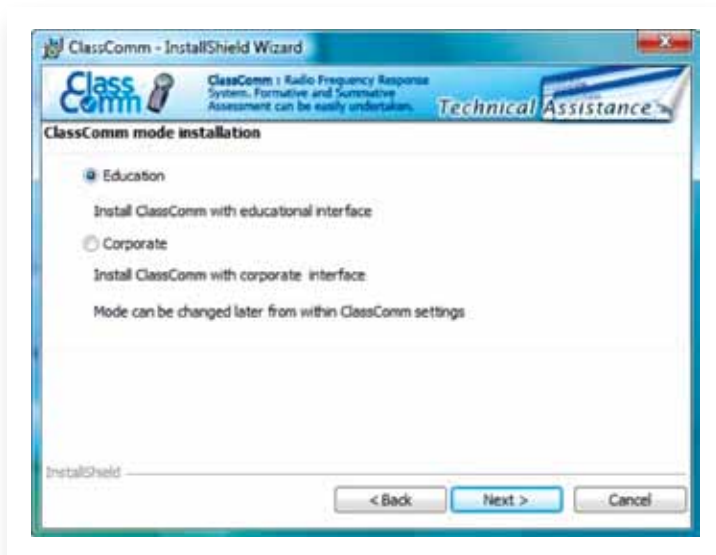 ClassComm - InstallShield Wizard
Class
Comm
ClassComm : Radio Frequency Response
System. Formative and Summative
Assessment can be easily undertaken.
Technical Assistance
ClassComm mode installation
Education
Install ClassComm with educational interface
Corporate
Install ClassComm with corporate interface
Mode can be changed later from within ClassComm settings
InstallShield
< Back
Next >
Cancel